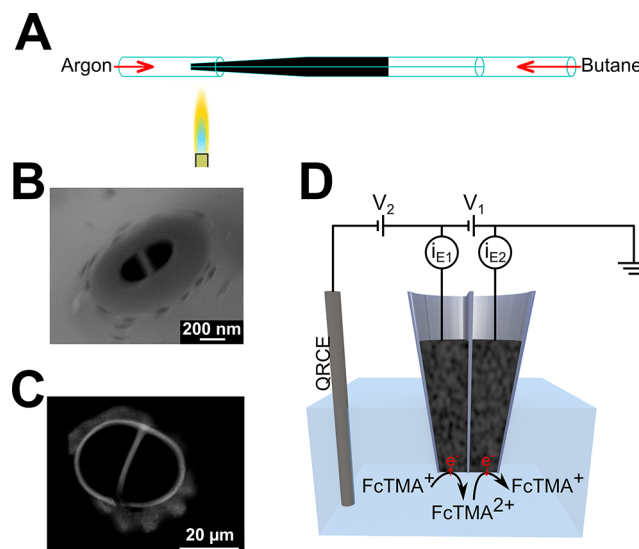 A
Argon
Butane
B
200 nm
C
20 µm
D
V2
V1
iE1
iE2
QRCE
e-
e-
FcTMA+
FcTMA2+
FcTMA+